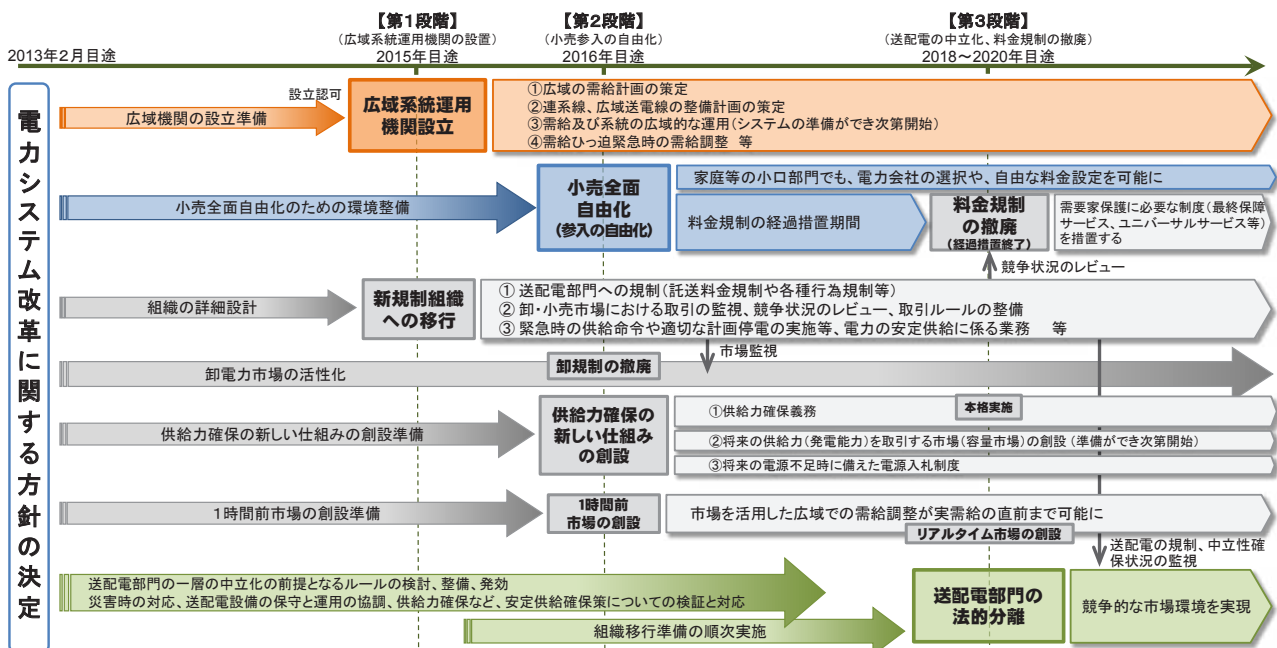 【第1段階】
(広域系統運用機関の設置)
2015年目途
【第2段階】
(小売参入の自由化)
2016年目途
【第3段階】
(送配電の中立化、料金規制の撤廃)
2018~2020年目途
2013年2月目途
電力システム改革に関する方針の決定
広域機関の設立準備
設立認可
広域系統運用
機関設立
①広域の需給計画の策定
②連系線、広域送電線の整備計画の策定
③需給及び系統の広域的な運用(システムの準備ができ次第開始)
④需給ひっ迫緊急時の需給調整 等
小売全面自由化のための環境整備
小売全面
自由化
(参入の自由化)
家庭等の小口部門でも、電力会社の選択や、自由な料金設定を可能に
料金規制の経過措置期間
料金規制
の撤廃
(経過措置終了)
需要家保護に必要な制度(最終保障
サービス、ユニバーサルサービス等)
を措置する
競争状況のレビュー
組織の詳細設計
新規制組織
への移行
① 送配電部門への規制(託送料金規制や各種行為規制等)
② 卸・小売市場における取引の監視、競争状況のレビュー、取引ルールの整備
③ 緊急時の供給命令や適切な計画停電の実施等、電力の安定供給に係る業務 等
市場監視
卸電力市場の活性化
卸規制の撤廃
供給力確保の新しい仕組みの創設準備
供給力確保の
新しい仕組み
の創設
①供給力確保義務
本格実施
②将来の供給力(発電能力)を取引する市場(容量市場)の創設(準備ができ次第開始)
③将来の電源不足時に備えた電源入札制度
1時間前市場の創設準備
1時間前
市場の創設
市場を活用した広域での需給調整が実需給の直前まで可能に
リアルタイム市場の創設
送配電の規制、中立性確
保状況の監視
送配電部門の一層の中立化の前提となるルールの検討、整備、発効
災害時の対応、送配電設備の保守と運用の協調、供給力確保など、安定供給確保策についての検証と対応
組織移行準備の順次実施
送配電部門の
法的分離
競争的な市場環境を実現